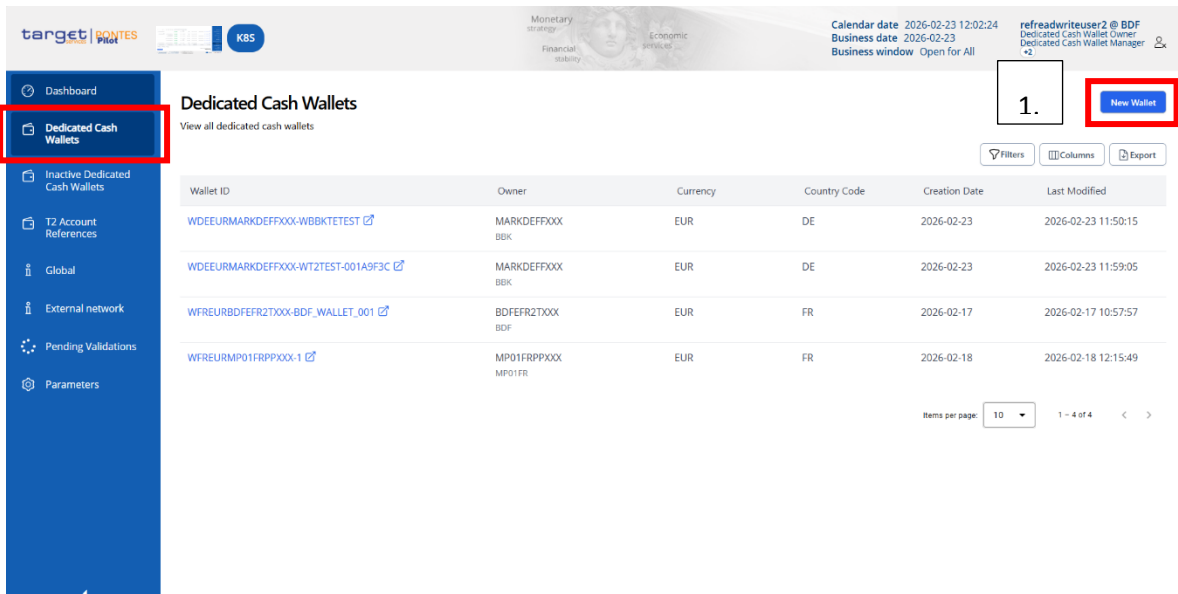 target | PONTES
services Pilot
K8S
Monetary
strategy
Financial
stability
Economic
services
Calendar date 2026-02-23 12:02:24
Business date 2026-02-23
Business window Open for All
refreadwriteuser2 @ BDF
Dedicated Cash Wallet Owner
Dedicated Cash Wallet Manager
+2
Dashboard
Dedicated Cash
Wallets
Inactive Dedicated
Cash Wallets
T2 Account
References
Global
External network
Pending Validations
Parameters
Dedicated Cash Wallets
View all dedicated cash wallets
1.
New Wallet
Filters Columns Export
Wallet ID Owner Currency Country Code Creation Date Last Modified
WDEEURMARKDEFFXXX-WBBKTETEST MARKDEFFXXX EUR DE 2026-02-23 2026-02-23 11:50:15
BBK
WDEEURMARKDEFFXXX-WT2TEST-001A9F3C MARKDEFFXXX EUR DE 2026-02-23 2026-02-23 11:59:05
BBK
WFREURBDFEFR2TXXX-BDF_WALLET_001 BDFEFR2TXXX EUR FR 2026-02-17 2026-02-17 10:57:57
BDF
WFREURMP01FRPPXXX-1 MP01FRPPXXX EUR FR 2026-02-18 2026-02-18 12:15:49
MP01FR
Items per page: 10 1 – 4 of 4